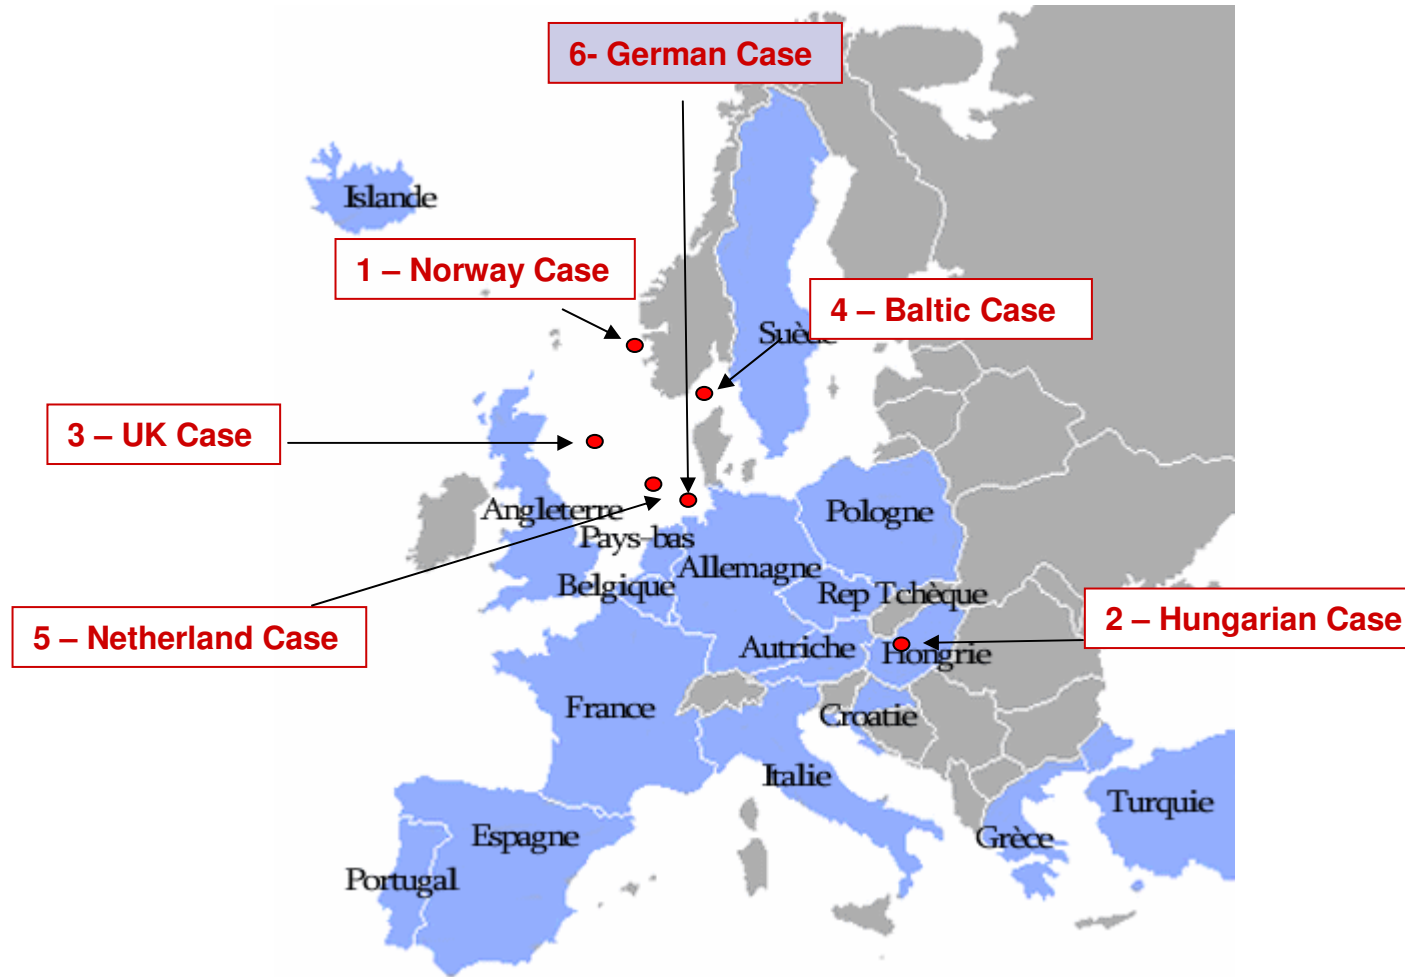 6- German Case
Islande
1 – Norway Case
4 – Baltic Case
Suède
3 – UK Case
Angleterre
Pologne
Pays-bas
Allemagne
Belgique
Rep Tchèque
2 – Hungarian Case
5 – Netherland Case
Autriche
Hongrie
France
Croatie
Italie
Turquie
Espagne
Grèce
Portugal